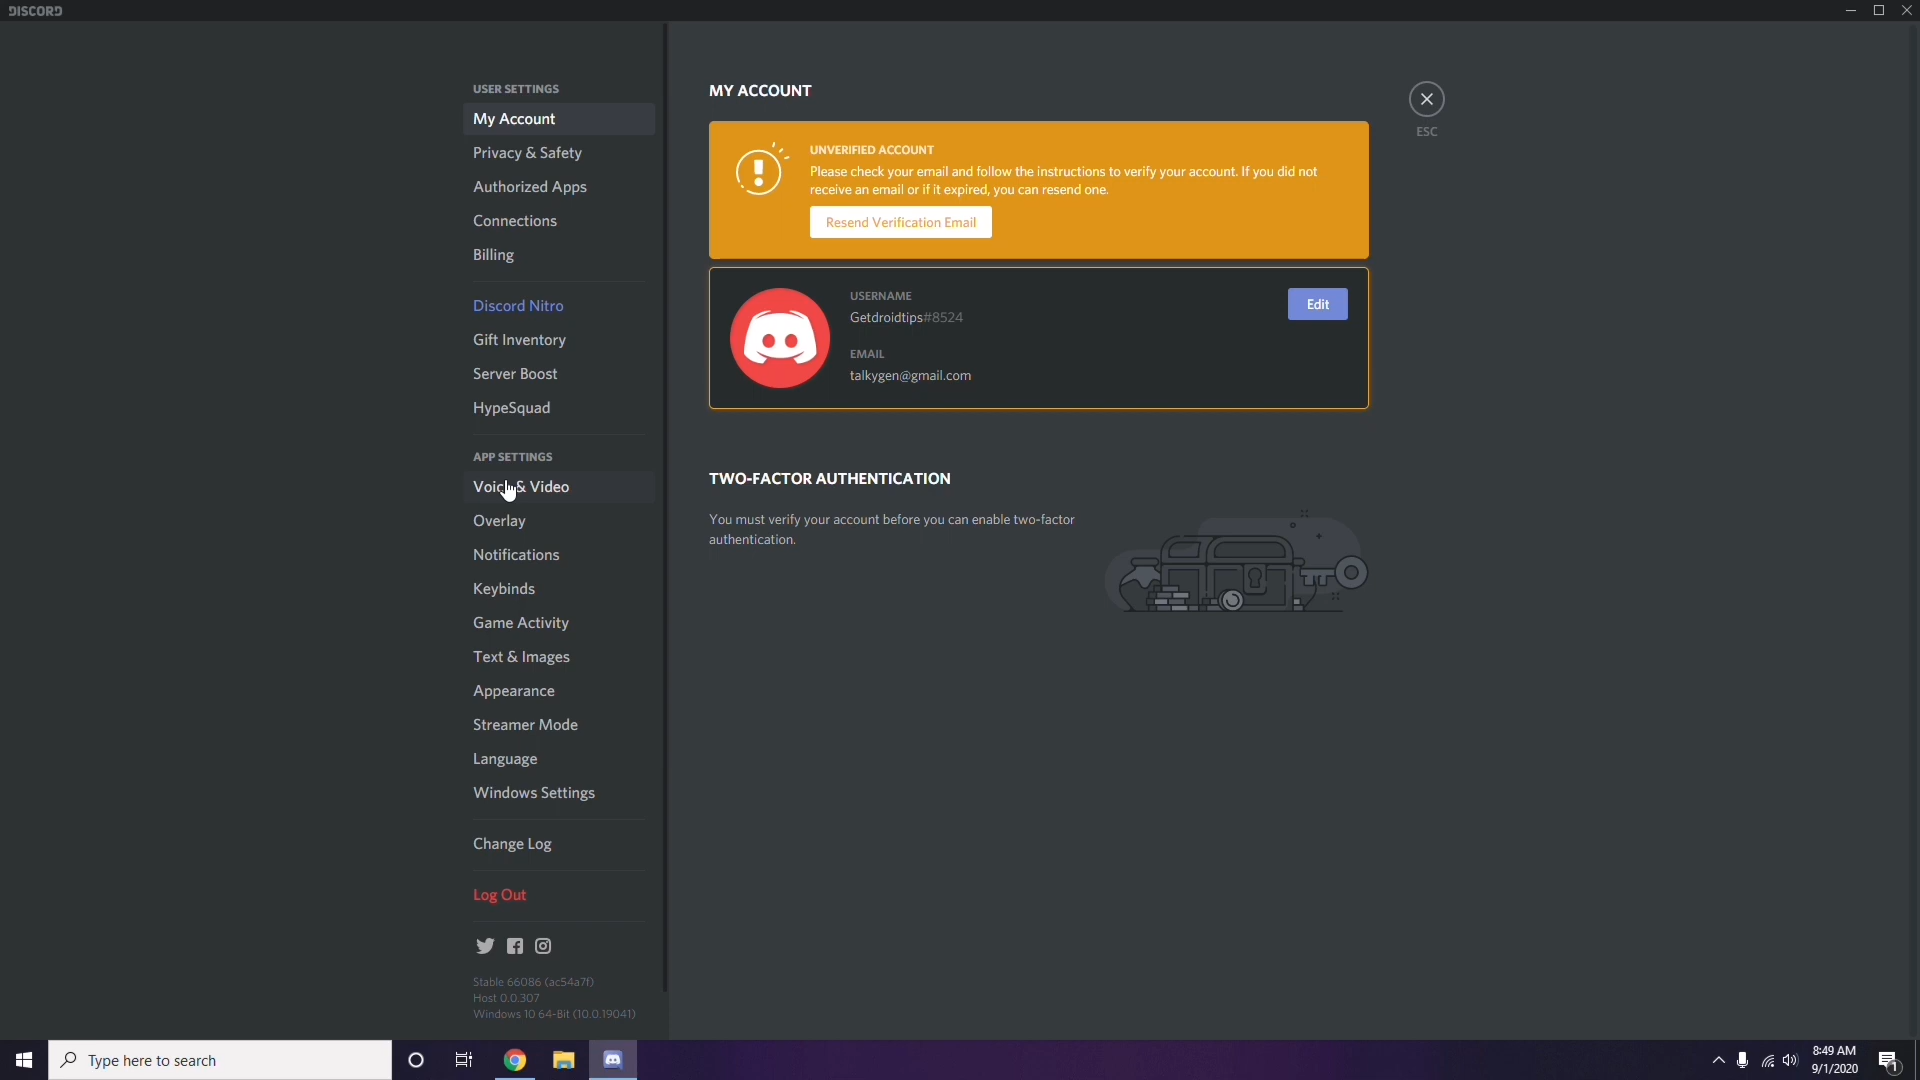 DISCORD
USER SETTINGS
My Account
Privacy & Safety
Authorized Apps
Connections
Billing
Discord Nitro
Gift Inventory
Server Boost
HypeSquad
APP SETTINGS
Voice & Video
Overlay
Notifications
Keybinds
Game Activity
Text & Images
Appearance
Streamer Mode
Language
Windows Settings
Change Log
Log Out
Stable 66086 (ac54a7f)
Host 0.0.307
Windows 10 64-Bit (10.0.19041)
MY ACCOUNT
ESC
UNVERIFIED ACCOUNT
Please check your email and follow the instructions to verify your account. If you did not
receive an email or if it expired, you can resend one.
Resend Verification Email
USERNAME
Getdroidtips#8524
Edit
EMAIL
talkygen@gmail.com
TWO-FACTOR AUTHENTICATION
You must verify your account before you can enable two-factor
authentication.
Type here to search
8:49 AM
9/1/2020
1